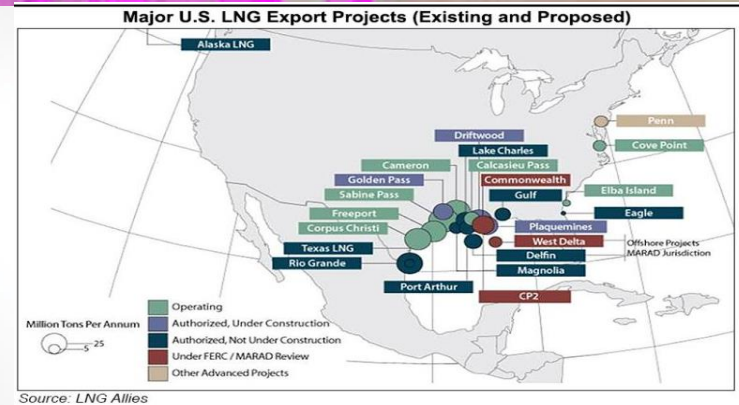 Major U.S. LNG Export Projects (Existing and Proposed)
Alaska LNG
Penn
Driftwood
Cove Point
Lake Charles
Cameron
Calcasieu Pass
Golden Pass
Commonwealth
Sabine Pass
Gulf
Elba Island
Freeport
Eagle
Corpus Christi
Plaquemines
Texas LNG
West Delta
Offshore Projects
MARAD Jurisdiction
Rio Grande
Delfin
Magnolia
Port Arthur
CP2
Million Tons Per Annum
25
5
Operating
Authorized, Under Construction
Authorized, Not Under Construction
Under FERC / MARAD Review
Other Advanced Projects
Source: LNG Allies